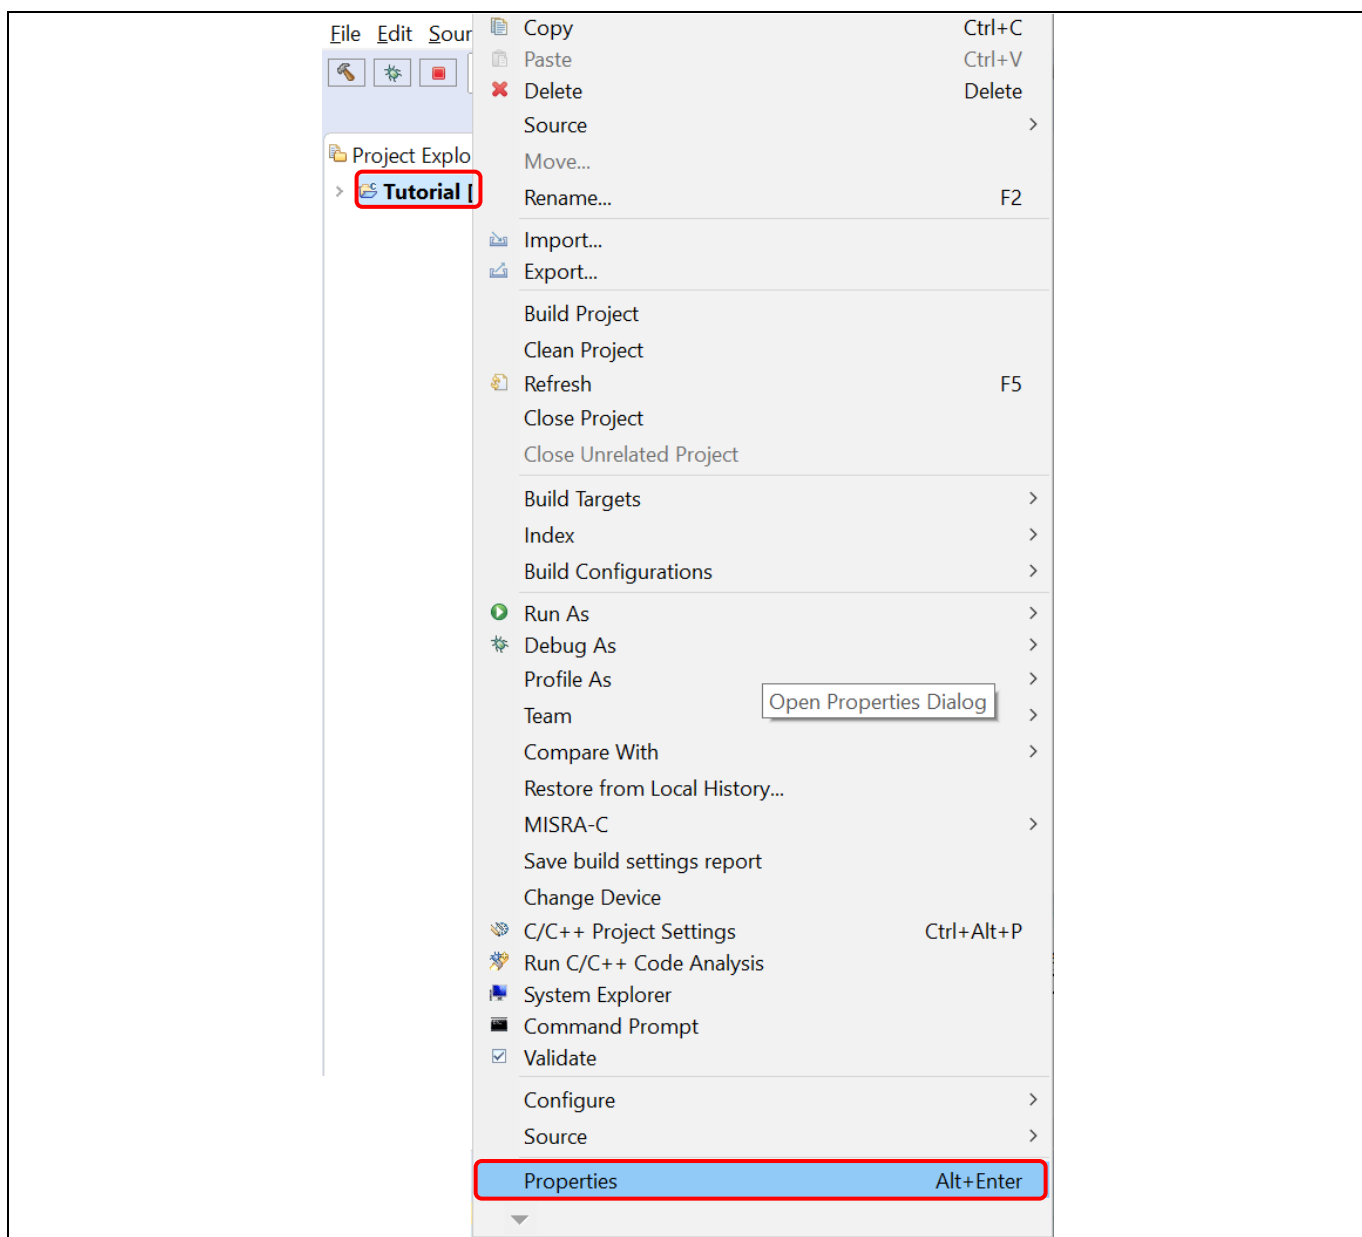 File Edit Sour
Project Explo
Tutorial [
Copy Ctrl+C
Paste Ctrl+V
Delete Delete
Source
Move...
Rename... F2
Import...
Export...
Build Project
Clean Project
Refresh F5
Close Project
Close Unrelated Project
Build Targets
Index
Build Configurations
Run As
Debug As
Profile As
Open Properties Dialog
Team
Compare With
Restore from Local History...
MISRA-C
Save build settings report
Change Device
C/C++ Project Settings Ctrl+Alt+P
Run C/C++ Code Analysis
System Explorer
Command Prompt
Validate
Configure
Source
Properties Alt+Enter